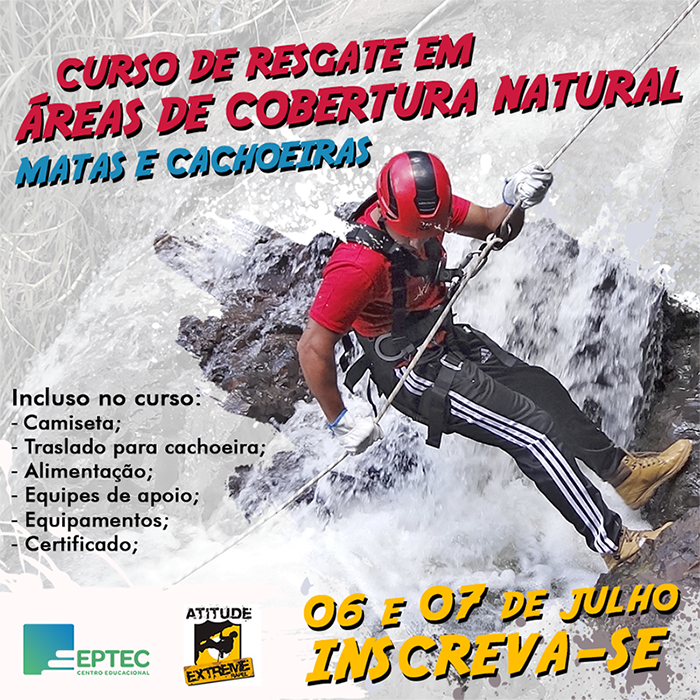 CURSO DE RESGATE EM
ÁREAS DE COBERTURA NATURAL
MATAS E CACHOEIRAS
Incluso no curso:
- Camiseta;
- Traslado para cachoeira;
- Alimentação;
- Equipes de apoio;
- Equipamentos;
- Certificado;
EPTEC
CENTRO EDUCACIONAL
ATITUDE
EXTREME
RAPEL
06 E 07 DE JULHO
INSCREVA-SE